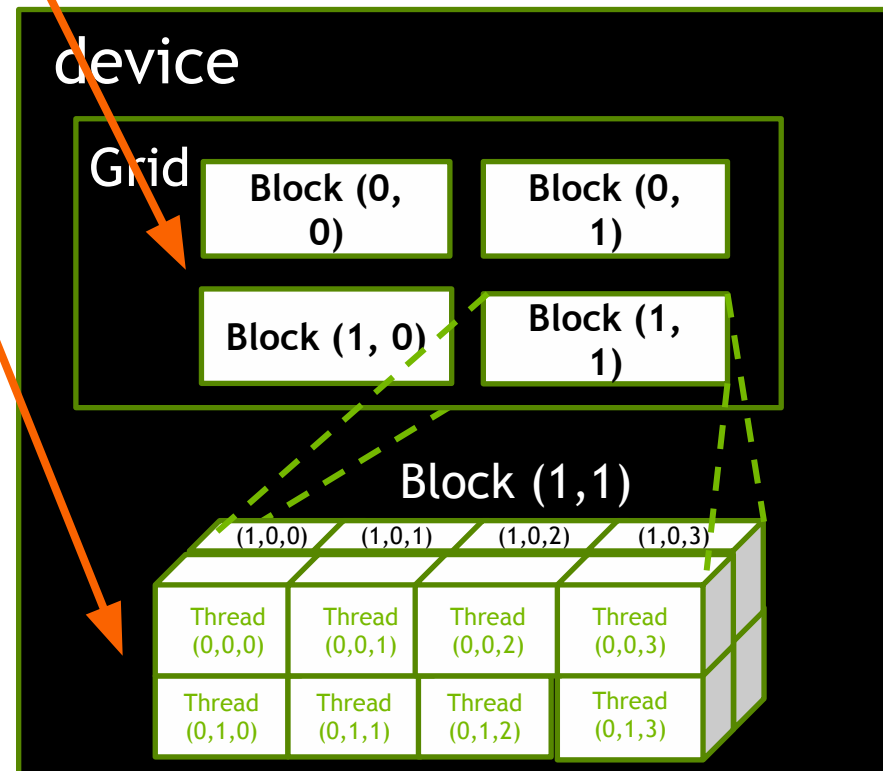 device
Grid
Block (0,
0)
Block (0,
1)
Block (1, 0)
Block (1,
1)
Block (1,1)
(1,0,0) (1,0,1) (1,0,2) (1,0,3)
Thread
(0,0,0)
Thread
(0,0,1)
Thread
(0,0,2)
Thread
(0,0,3)
Thread
(0,1,0)
Thread
(0,1,1)
Thread
(0,1,2)
Thread
(0,1,3)